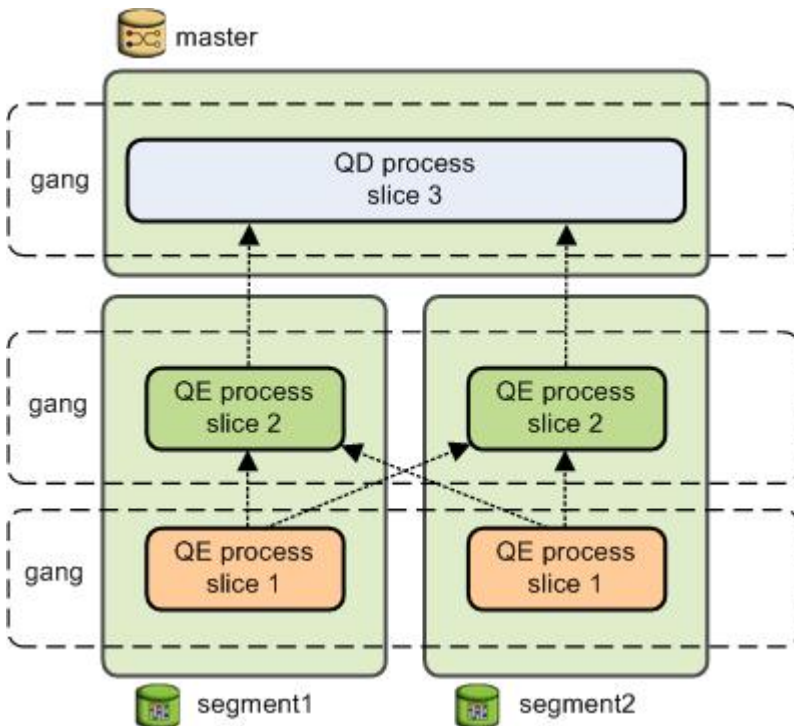 master
gang
QD process
slice 3
gang
QE process
slice 2
QE process
slice 2
gang
QE process
slice 1
QE process
slice 1
segment1
segment2